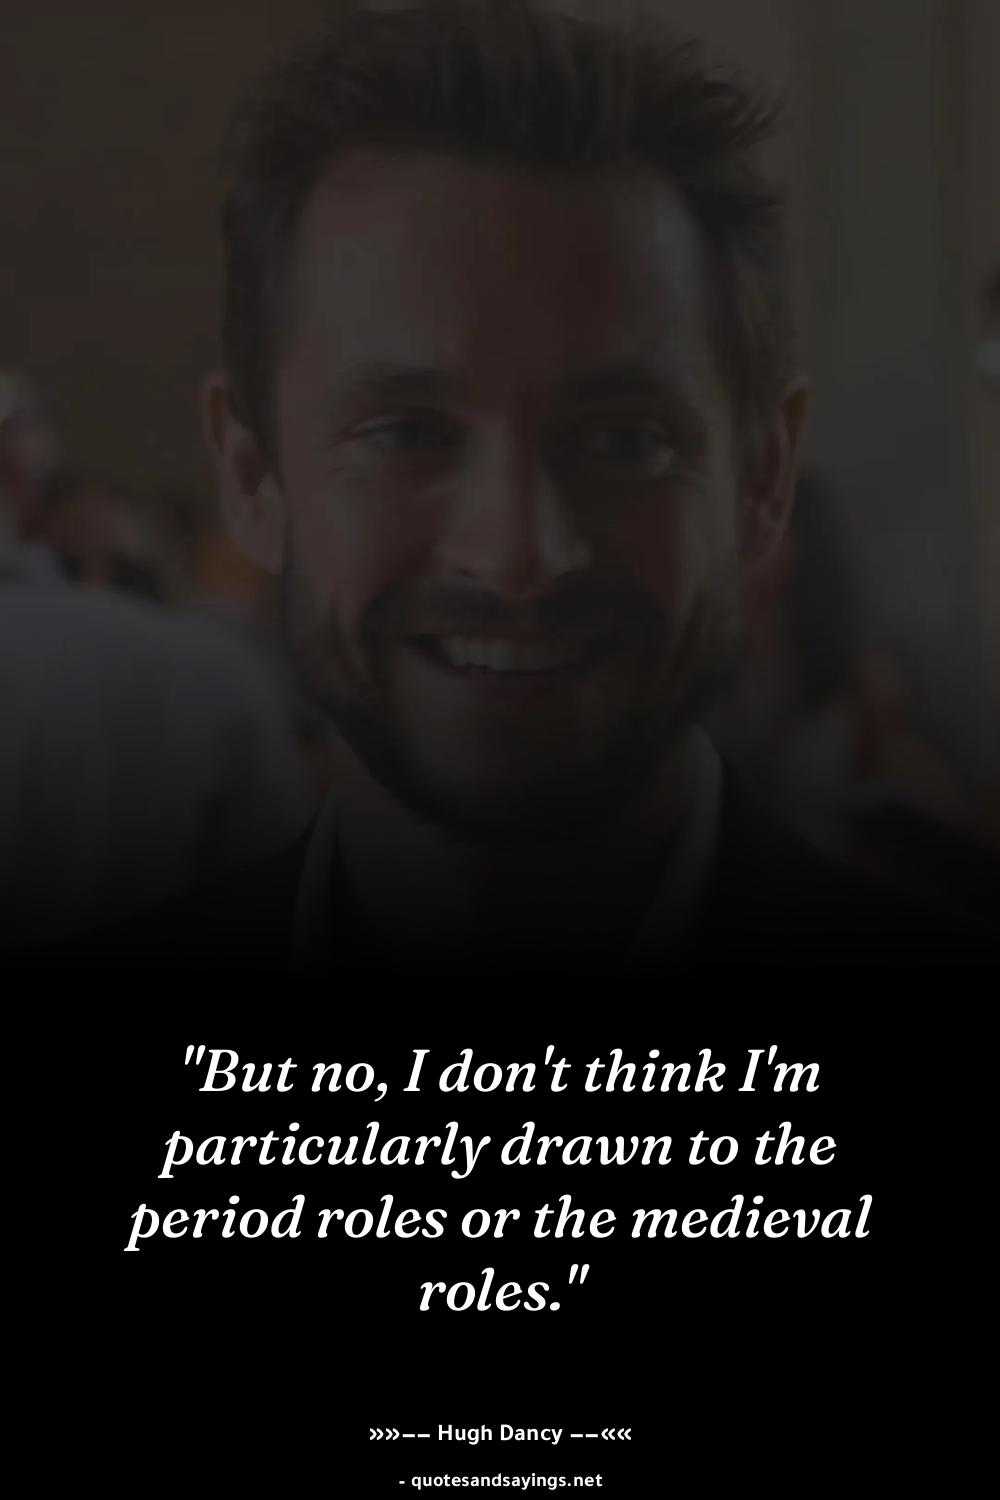 "But no, I don't think I'm
particularly drawn to the
period roles or the medieval
roles."
»»−− Hugh Dancy −−««
- quotesandsayings.net